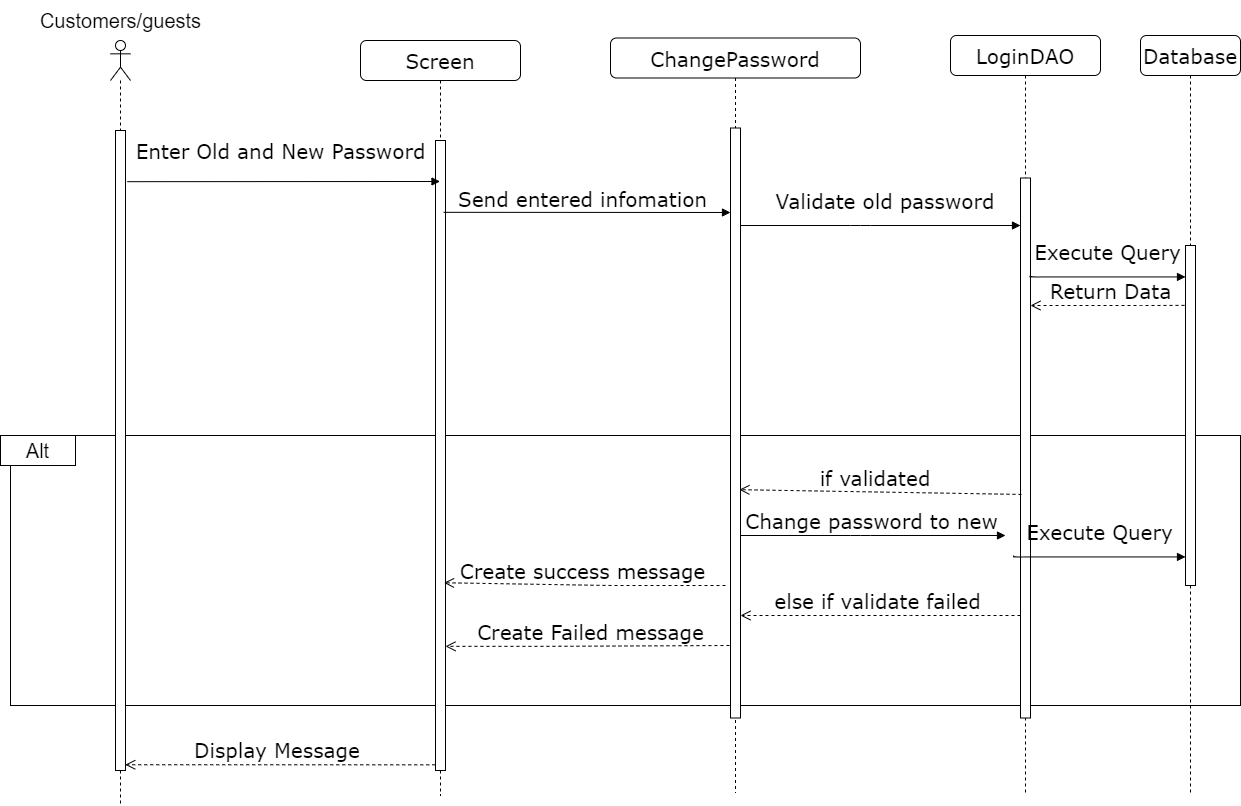 Customers/guests
Screen
ChangePassword
LoginDAO
Database
Enter Old and New Password
Send entered infomation
Validate old password
Execute Query
Return Data
Alt
if validated
Change password to new
Execute Query
Create success message
else if validate failed
Create Failed message
Display Message